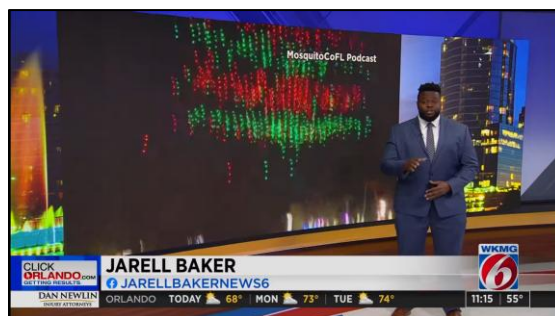 MosquitoCoFL Podcast
CLICK
ORLANDO.COM
GETTING RESULTS
DAN NEWLIN
INJURY ATTORNEYS
JARELL BAKER
JARELLBAKERNEWS6
ORLANDO TODAY 68° MON 73° TUE 74°
WKMG
6
11:15 55°